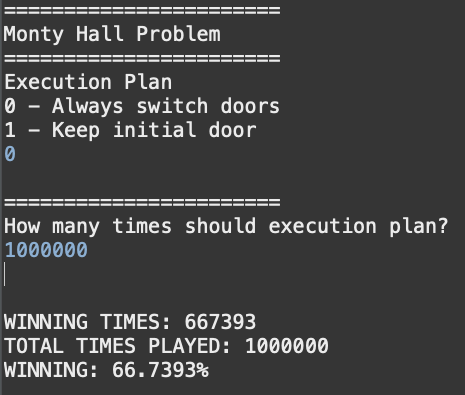 =======================
Monty Hall Problem
=======================
Execution Plan
0 – Always switch doors
1 – Keep initial door
0
=======================
How many times should execution plan?
1000000
WINNING TIMES: 667393
TOTAL TIMES PLAYED: 1000000
WINNING: 66.7393%